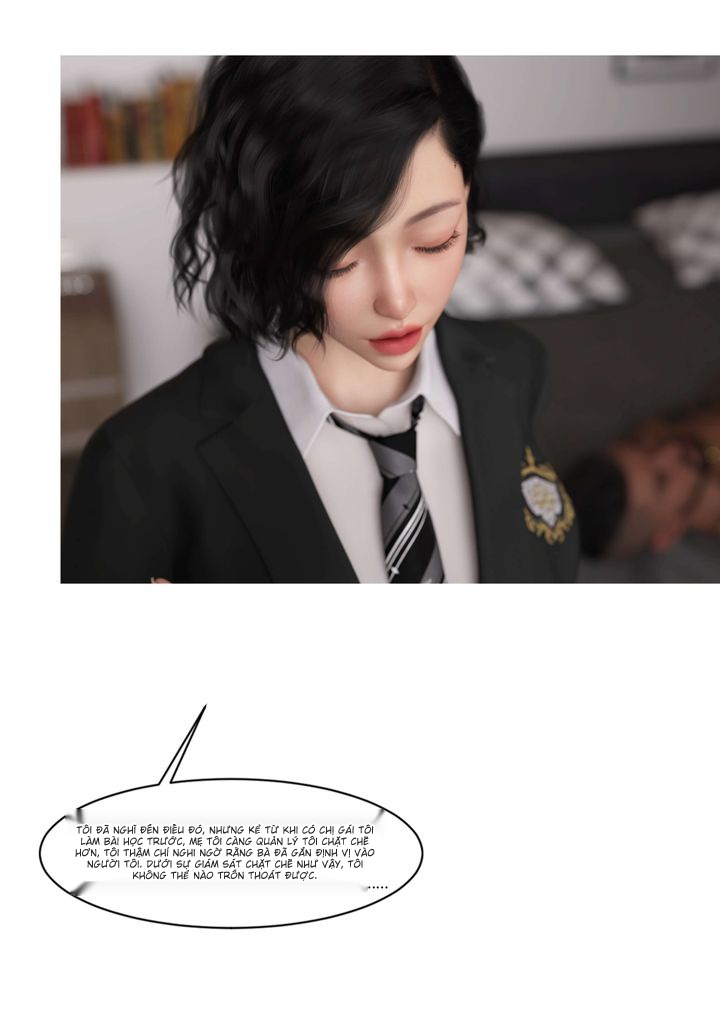 TÔI ĐÃ NGHĨ ĐẾN ĐIỀU ĐÓ, NHƯNG KỂ TỪ KHI CÓ CHỊ GÁI TÔI
LÀM BÀI HỌC TRƯỚC, MẸ TÔI CÀNG QUẢN LÝ TÔI CHẶT CHẼ
HƠN, TÔI THẬM CHÍ NGHI NGỜ RẰNG BÀ ĐÃ GẮN ĐỊNH VỊ VÀO
NGƯỜI TÔI. DƯỚI SỰ GIÁM SÁT CHẶT CHẼ NHƯ VẬY, TÔI
KHÔNG THỂ NÀO TRỐN THOÁT ĐƯỢC.
.....